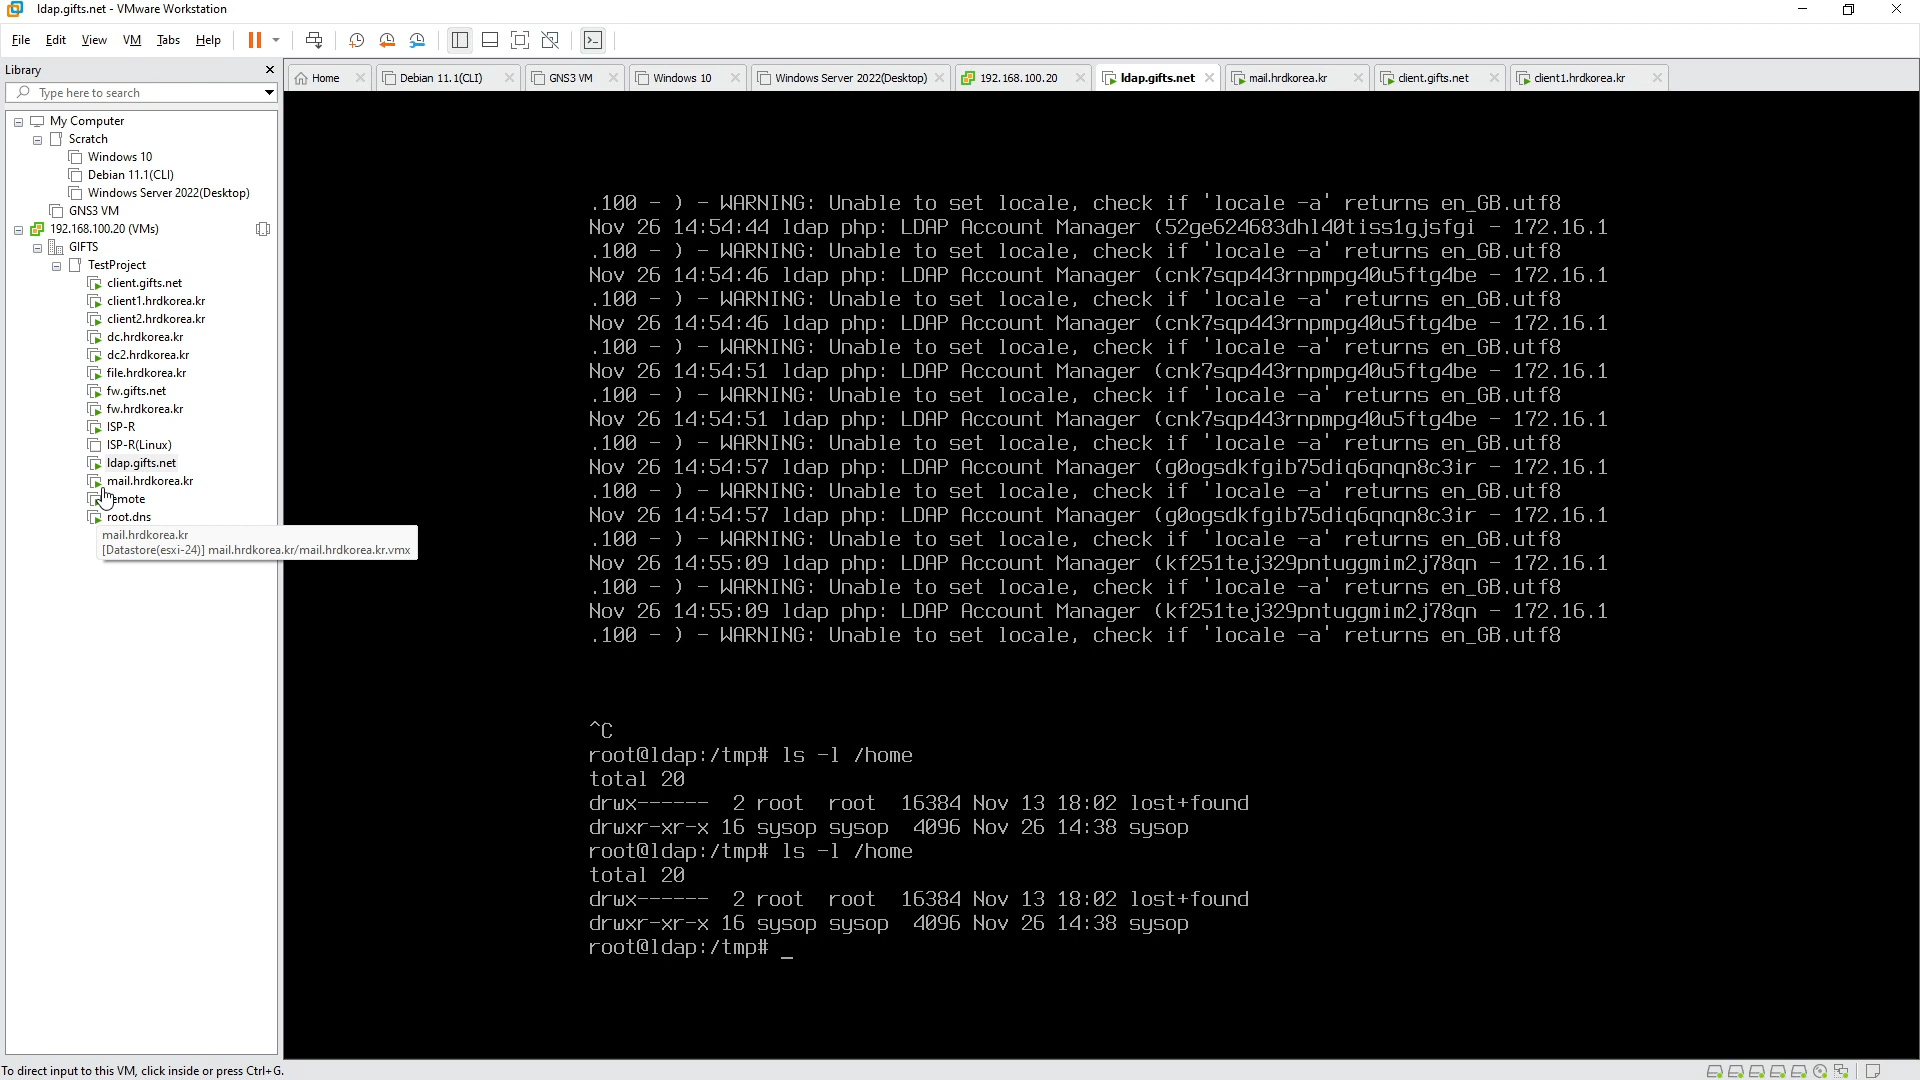 ldap.gifts.net - VMware Workstation
File Edit View VM Tabs Help
Library
Type here to search
Home Debian 11.1(CLI) GNS3 VM Windows 10 Windows Server 2022(Desktop) 192.168.100.20 ldap.gifts.net mail.hrdkorea.kr client.gifts.net client1.hrdkorea.kr
My Computer
Scratch
Windows 10
Debian 11.1(CLI)
Windows Server 2022(Desktop)
GNS3 VM
192.168.100.20 (VMs)
GIFTS
TestProject
client.gifts.net
client1.hrdkorea.kr
client2.hrdkorea.kr
dc.hrdkorea.kr
dc2.hrdkorea.kr
file.hrdkorea.kr
fw.gifts.net
fw.hrdkorea.kr
ISP-R
ISP-R(Linux)
ldap.gifts.net
mail.hrdkorea.kr
emote
root.dns
mail.hrdkorea.kr
[Datastore(esxi-24)] mail.hrdkorea.kr/mail.hrdkorea.kr.vmx
.100 - ) - WARNING: Unable to set locale, check if 'locale -a' returns en_GB.utf8
Nov 26 14:54:44 ldap php: LDAP Account Manager (52ge624683dhl40tiss1gjsfgi - 172.16.1
.100 - ) - WARNING: Unable to set locale, check if 'locale -a' returns en_GB.utf8
Nov 26 14:54:46 ldap php: LDAP Account Manager (cnk7sqp443rnpmpg40u5ftg4be - 172.16.1
.100 - ) - WARNING: Unable to set locale, check if 'locale -a' returns en_GB.utf8
Nov 26 14:54:46 ldap php: LDAP Account Manager (cnk7sqp443rnpmpg40u5ftg4be - 172.16.1
.100 - ) - WARNING: Unable to set locale, check if 'locale -a' returns en_GB.utf8
Nov 26 14:54:51 ldap php: LDAP Account Manager (cnk7sqp443rnpmpg40u5ftg4be - 172.16.1
.100 - ) - WARNING: Unable to set locale, check if 'locale -a' returns en_GB.utf8
Nov 26 14:54:51 ldap php: LDAP Account Manager (cnk7sqp443rnpmpg40u5ftg4be - 172.16.1
.100 - ) - WARNING: Unable to set locale, check if 'locale -a' returns en_GB.utf8
Nov 26 14:54:57 ldap php: LDAP Account Manager (g0ogsdkfgib75diq6qnqn8c3ir - 172.16.1
.100 - ) - WARNING: Unable to set locale, check if 'locale -a' returns en_GB.utf8
Nov 26 14:54:57 ldap php: LDAP Account Manager (g0ogsdkfgib75diq6qnqn8c3ir - 172.16.1
.100 - ) - WARNING: Unable to set locale, check if 'locale -a' returns en_GB.utf8
Nov 26 14:55:09 ldap php: LDAP Account Manager (kf251tej329pntuggmim2j78qn - 172.16.1
.100 - ) - WARNING: Unable to set locale, check if 'locale -a' returns en_GB.utf8
Nov 26 14:55:09 ldap php: LDAP Account Manager (kf251tej329pntuggmim2j78qn - 172.16.1
.100 - ) - WARNING: Unable to set locale, check if 'locale -a' returns en_GB.utf8
^C
root@ldap:/tmp# ls -l /home
total 20
drwx------ 2 root root 16384 Nov 13 18:02 lost+found
drwxr-xr-x 16 sysop sysop 4096 Nov 26 14:38 sysop
root@ldap:/tmp# ls -l /home
total 20
drwx------ 2 root root 16384 Nov 13 18:02 lost+found
drwxr-xr-x 16 sysop sysop 4096 Nov 26 14:38 sysop
root@ldap:/tmp# _
To direct input to this VM, click inside or press Ctrl+G.